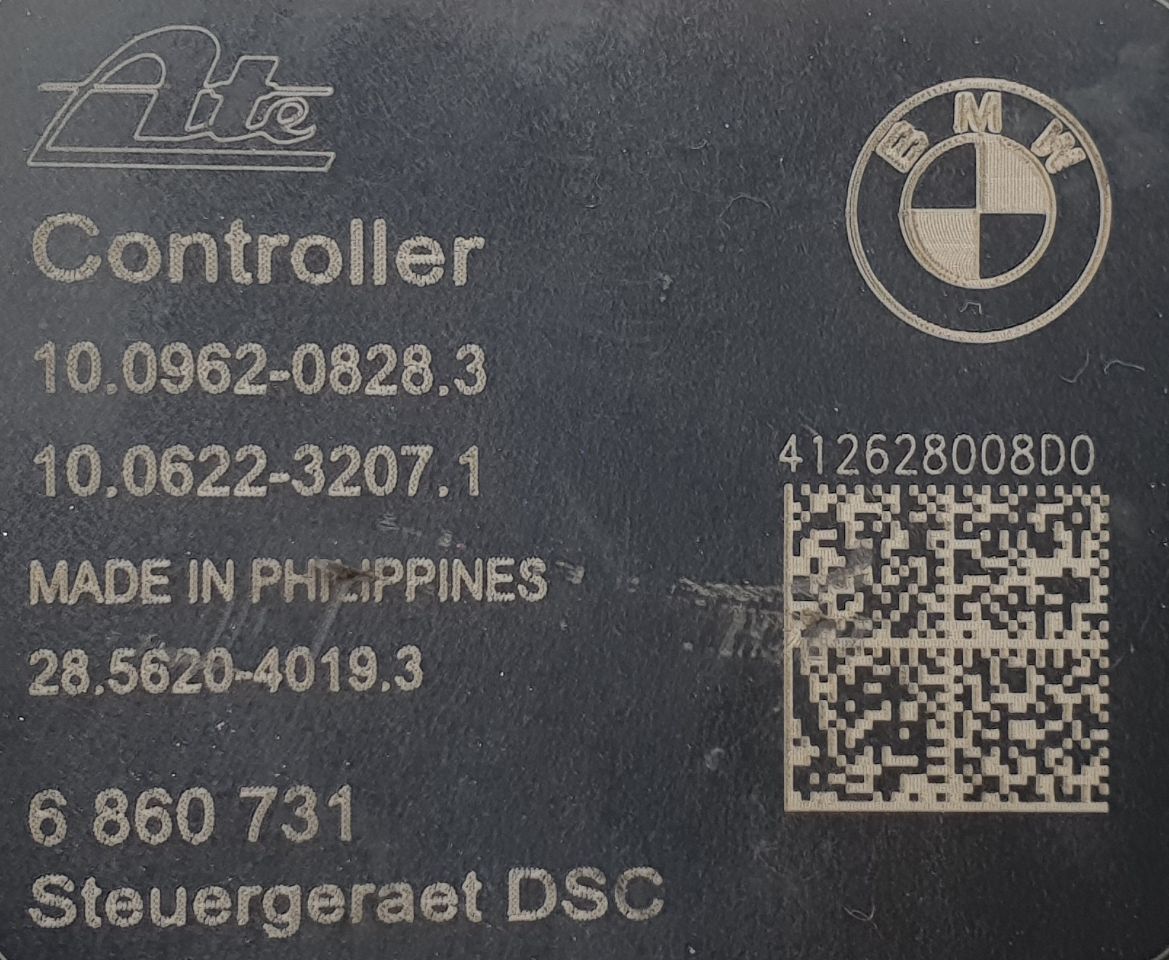 Ate
BMW
Controller
10.0962-0828.3
10.0622-3207.1
412628008D0
MADE IN PHILIPPINES
28.5620-4019.3
6 860 731
Steuergeraet DSC